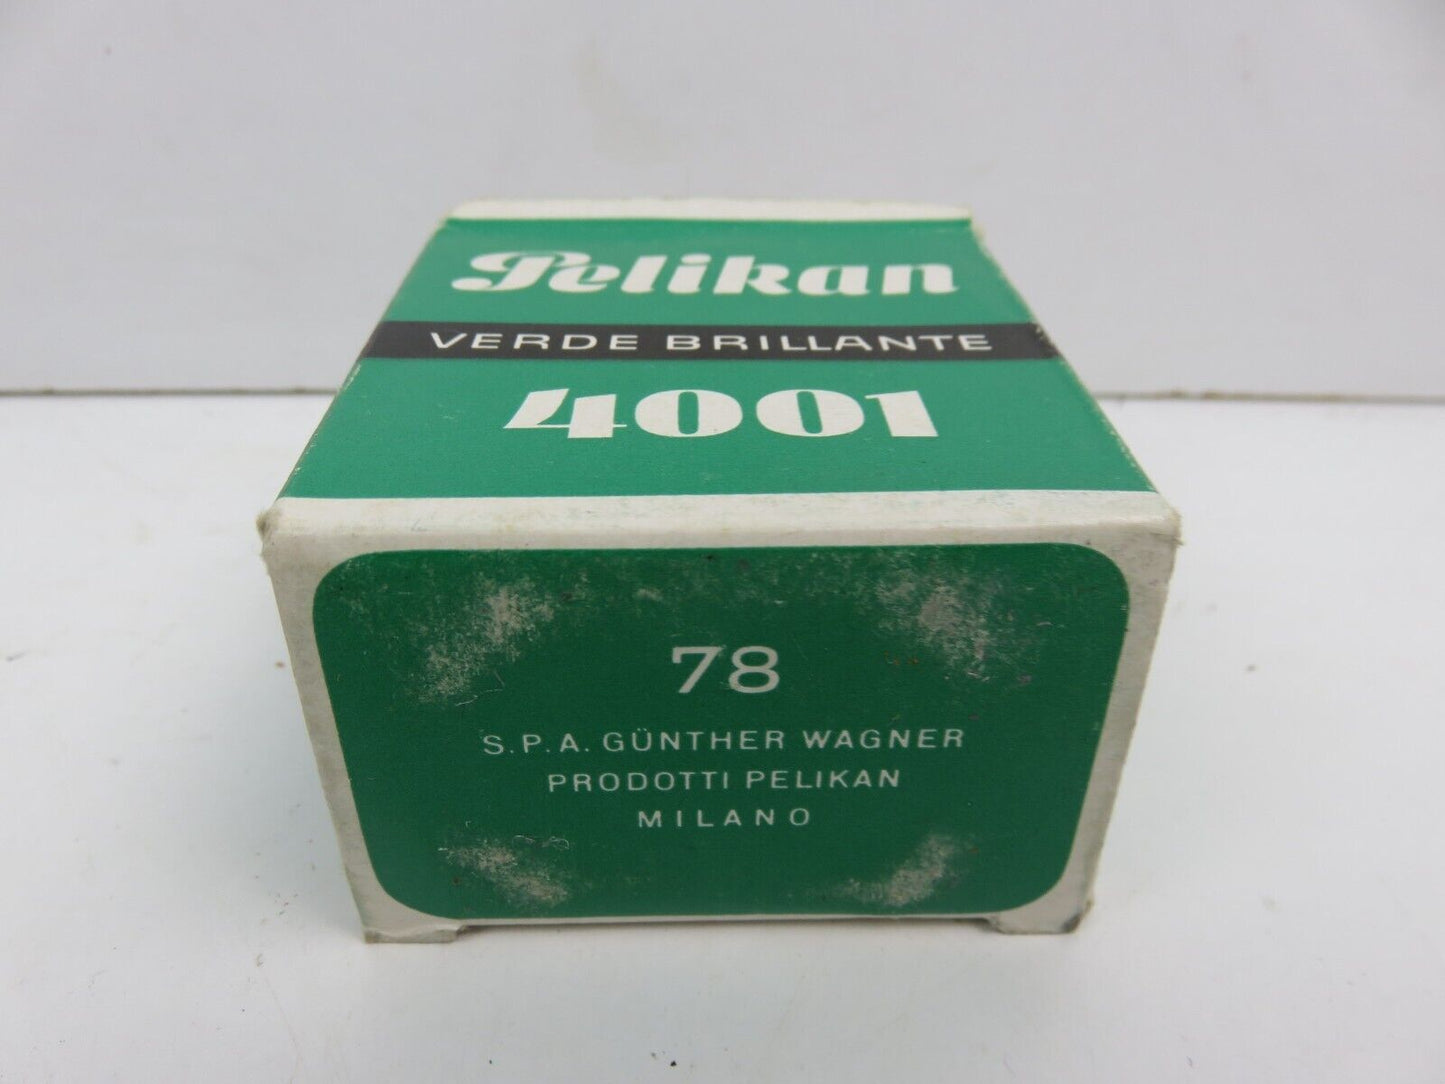 Pelikan
VERDE BRILLANTE
4001
78
S.P.A. GÜNTHER WAGNER
PRODOTTI PELIKAN
MILANO